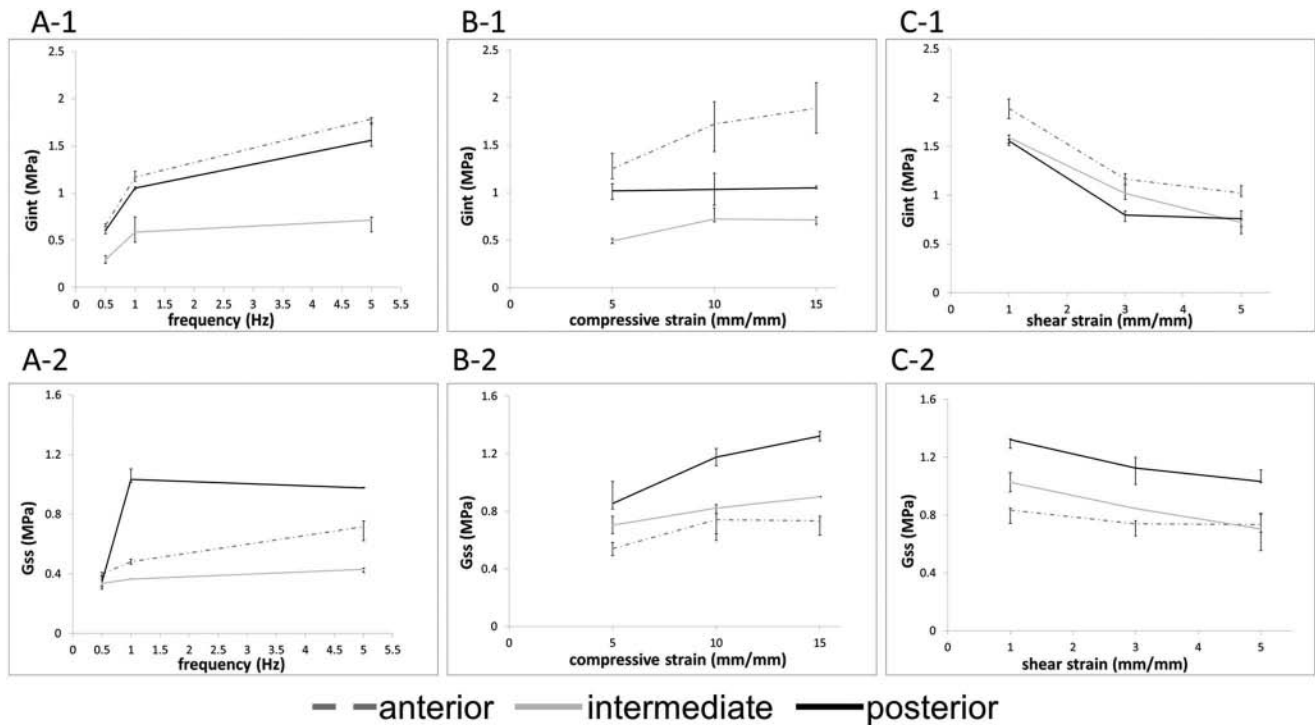 A-1
B-1
C-1
2.5
2
1.5
1
0.5
0
Gint (MPa)
0 0.5 1 1.5 2 2.5 3 3.5 4 4.5 5 5.5
frequency (Hz)
2.5
2
1.5
1
0.5
0
Gint (MPa)
0 5 10 15
compressive strain (mm/mm)
2.5
2
1.5
1
0.5
0
Gint (MPa)
0 1 2 3 4 5
shear strain (mm/mm)
A-2
B-2
C-2
1.6
1.2
0.8
0.4
0
Gss (MPa)
0 0.5 1 1.5 2 2.5 3 3.5 4 4.5 5 5.5
frequency (Hz)
1.6
1.2
0.8
0.4
0
Gss (MPa)
0 5 10 15
compressive strain (mm/mm)
1.6
1.2
0.8
0.4
0
Gss (MPa)
0 1 2 3 4 5
shear strain (mm/mm)
anterior intermediate posterior